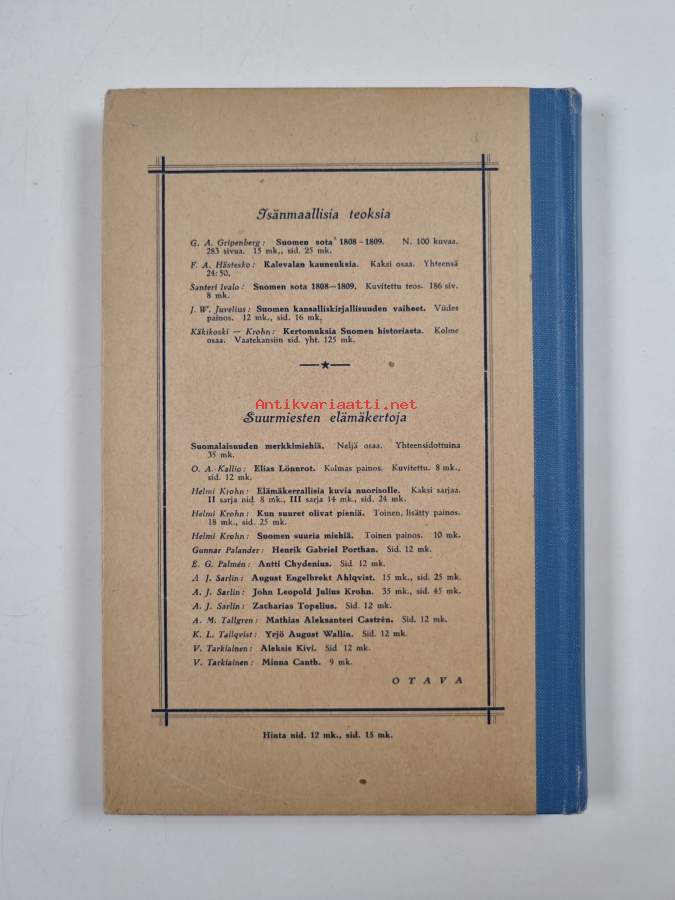 Isänmaallisia teoksia
G. A. Gripenberg: Suomen sota 1808-1809. N. 100 kuvaa.
283 sivua. 15 mk., sid. 25 mk.
F. A. Hästesko: Kalevalan kauneuksia. Kaksi osaa. Yhteensä
24:50.
Santeri Ivalo: Suomen sota 1808—1809. Kuvitettu teos. 186 siv.
8 mk.
J. W. Juvelius: Suomen kansalliskirjallisuuden vaiheet. Viides
painos. 12 mk., sid. 16 mk.
Käkikoski — Krohn: Kertomuksia Suomen historiasta. Kolme
osaa. Vaatekansiin sid. yht. 125 mk.
Antikvariaatti.net
Suurmiesten elämäkertoja
Suomalaisuuden merkkimiehiä. Neljä osaa. Yhteensidottuina
35 mk.
O. A. Kallio: Elias Lönnrot. Kolmas painos. Kuvitettu. 8 mk.,
sid. 12 mk.
Helmi Krohn: Elämäkerrallisia kuvia nuorisolle. Kaksi sarjaa.
II sarja nid. 8 mk., III sarja 14 mk., sid. 24 mk.
Helmi Krohn: Kun suuret olivat pieniä. Toinen, lisätty painos.
18 mk., sid. 25 mk.
Helmi Krohn: Suomen suuria miehiä. Toinen painos. 10 mk.
Gunnar Palander: Henrik Gabriel Porthan. Sid. 12 mk.
E. G. Palmén: Antti Chydenius. Sid 12 mk.
A. J. Sarlin: August Engelbrekt Ahlqvist. 15 mk., sid. 25 mk.
A. J. Sarlin: John Leopold Julius Krohn. 35 mk., sid. 45 mk.
A. J. Sarlin: Zacharias Topelius. Sid. 12 mk.
A. M. Tallgren: Mathias Aleksanteri Castrén. Sid. 12 mk.
K. L. Tallqvist: Yrjö August Wallin. Sid. 12 mk.
V. Tarkiainen: Aleksis Kivi. Sid 12 mk.
V. Tarkiainen: Minna Canth. 9 mk.
OTAVA
Hinta nid. 12 mk., sid. 15 mk.